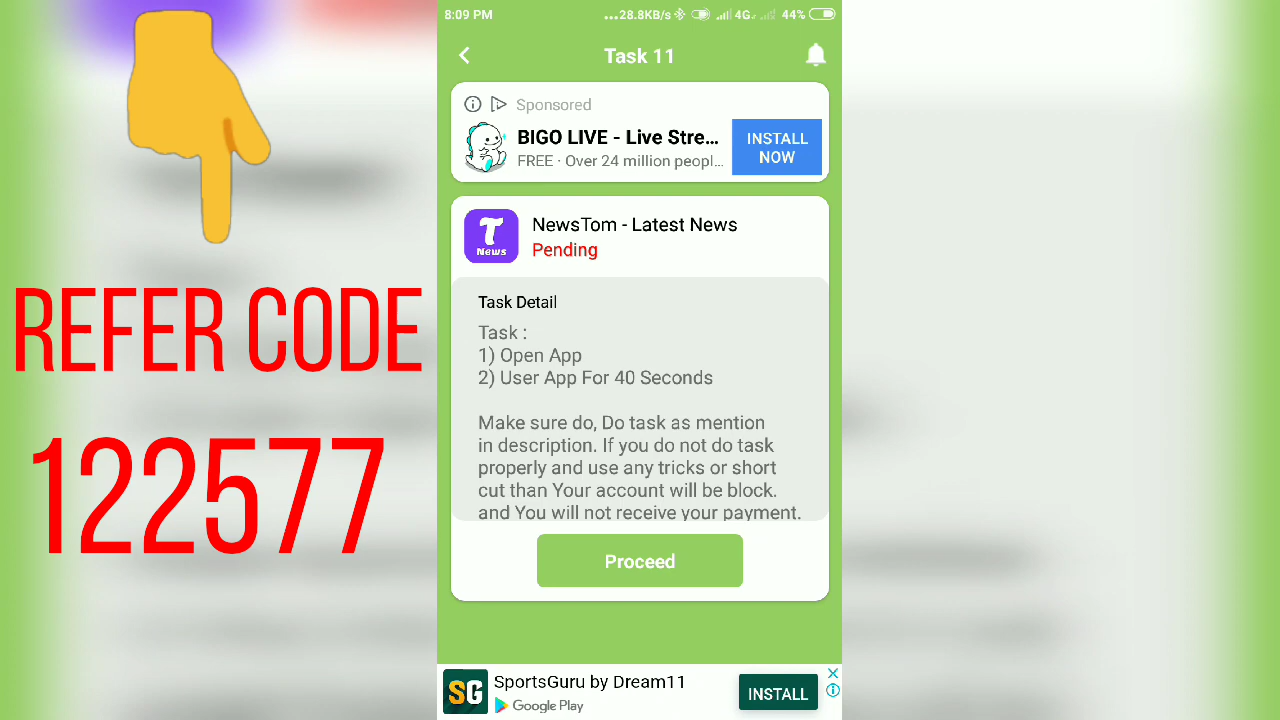 REFER CODE
122577
8:09 PM
...28.8KB/s 4G 44%
Task 11
Sponsored
BIGO LIVE - Live Stre...
FREE · Over 24 million peopl...
INSTALL
NOW
T
News
NewsTom - Latest News
Pending
Task Detail
Task :
1) Open App
2) User App For 40 Seconds
Make sure do, Do task as mention
in description. If you do not do task
properly and use any tricks or short
cut than Your account will be block.
and You will not receive your payment.
Proceed
SG
SportsGuru by Dream11
Google Play
INSTALL